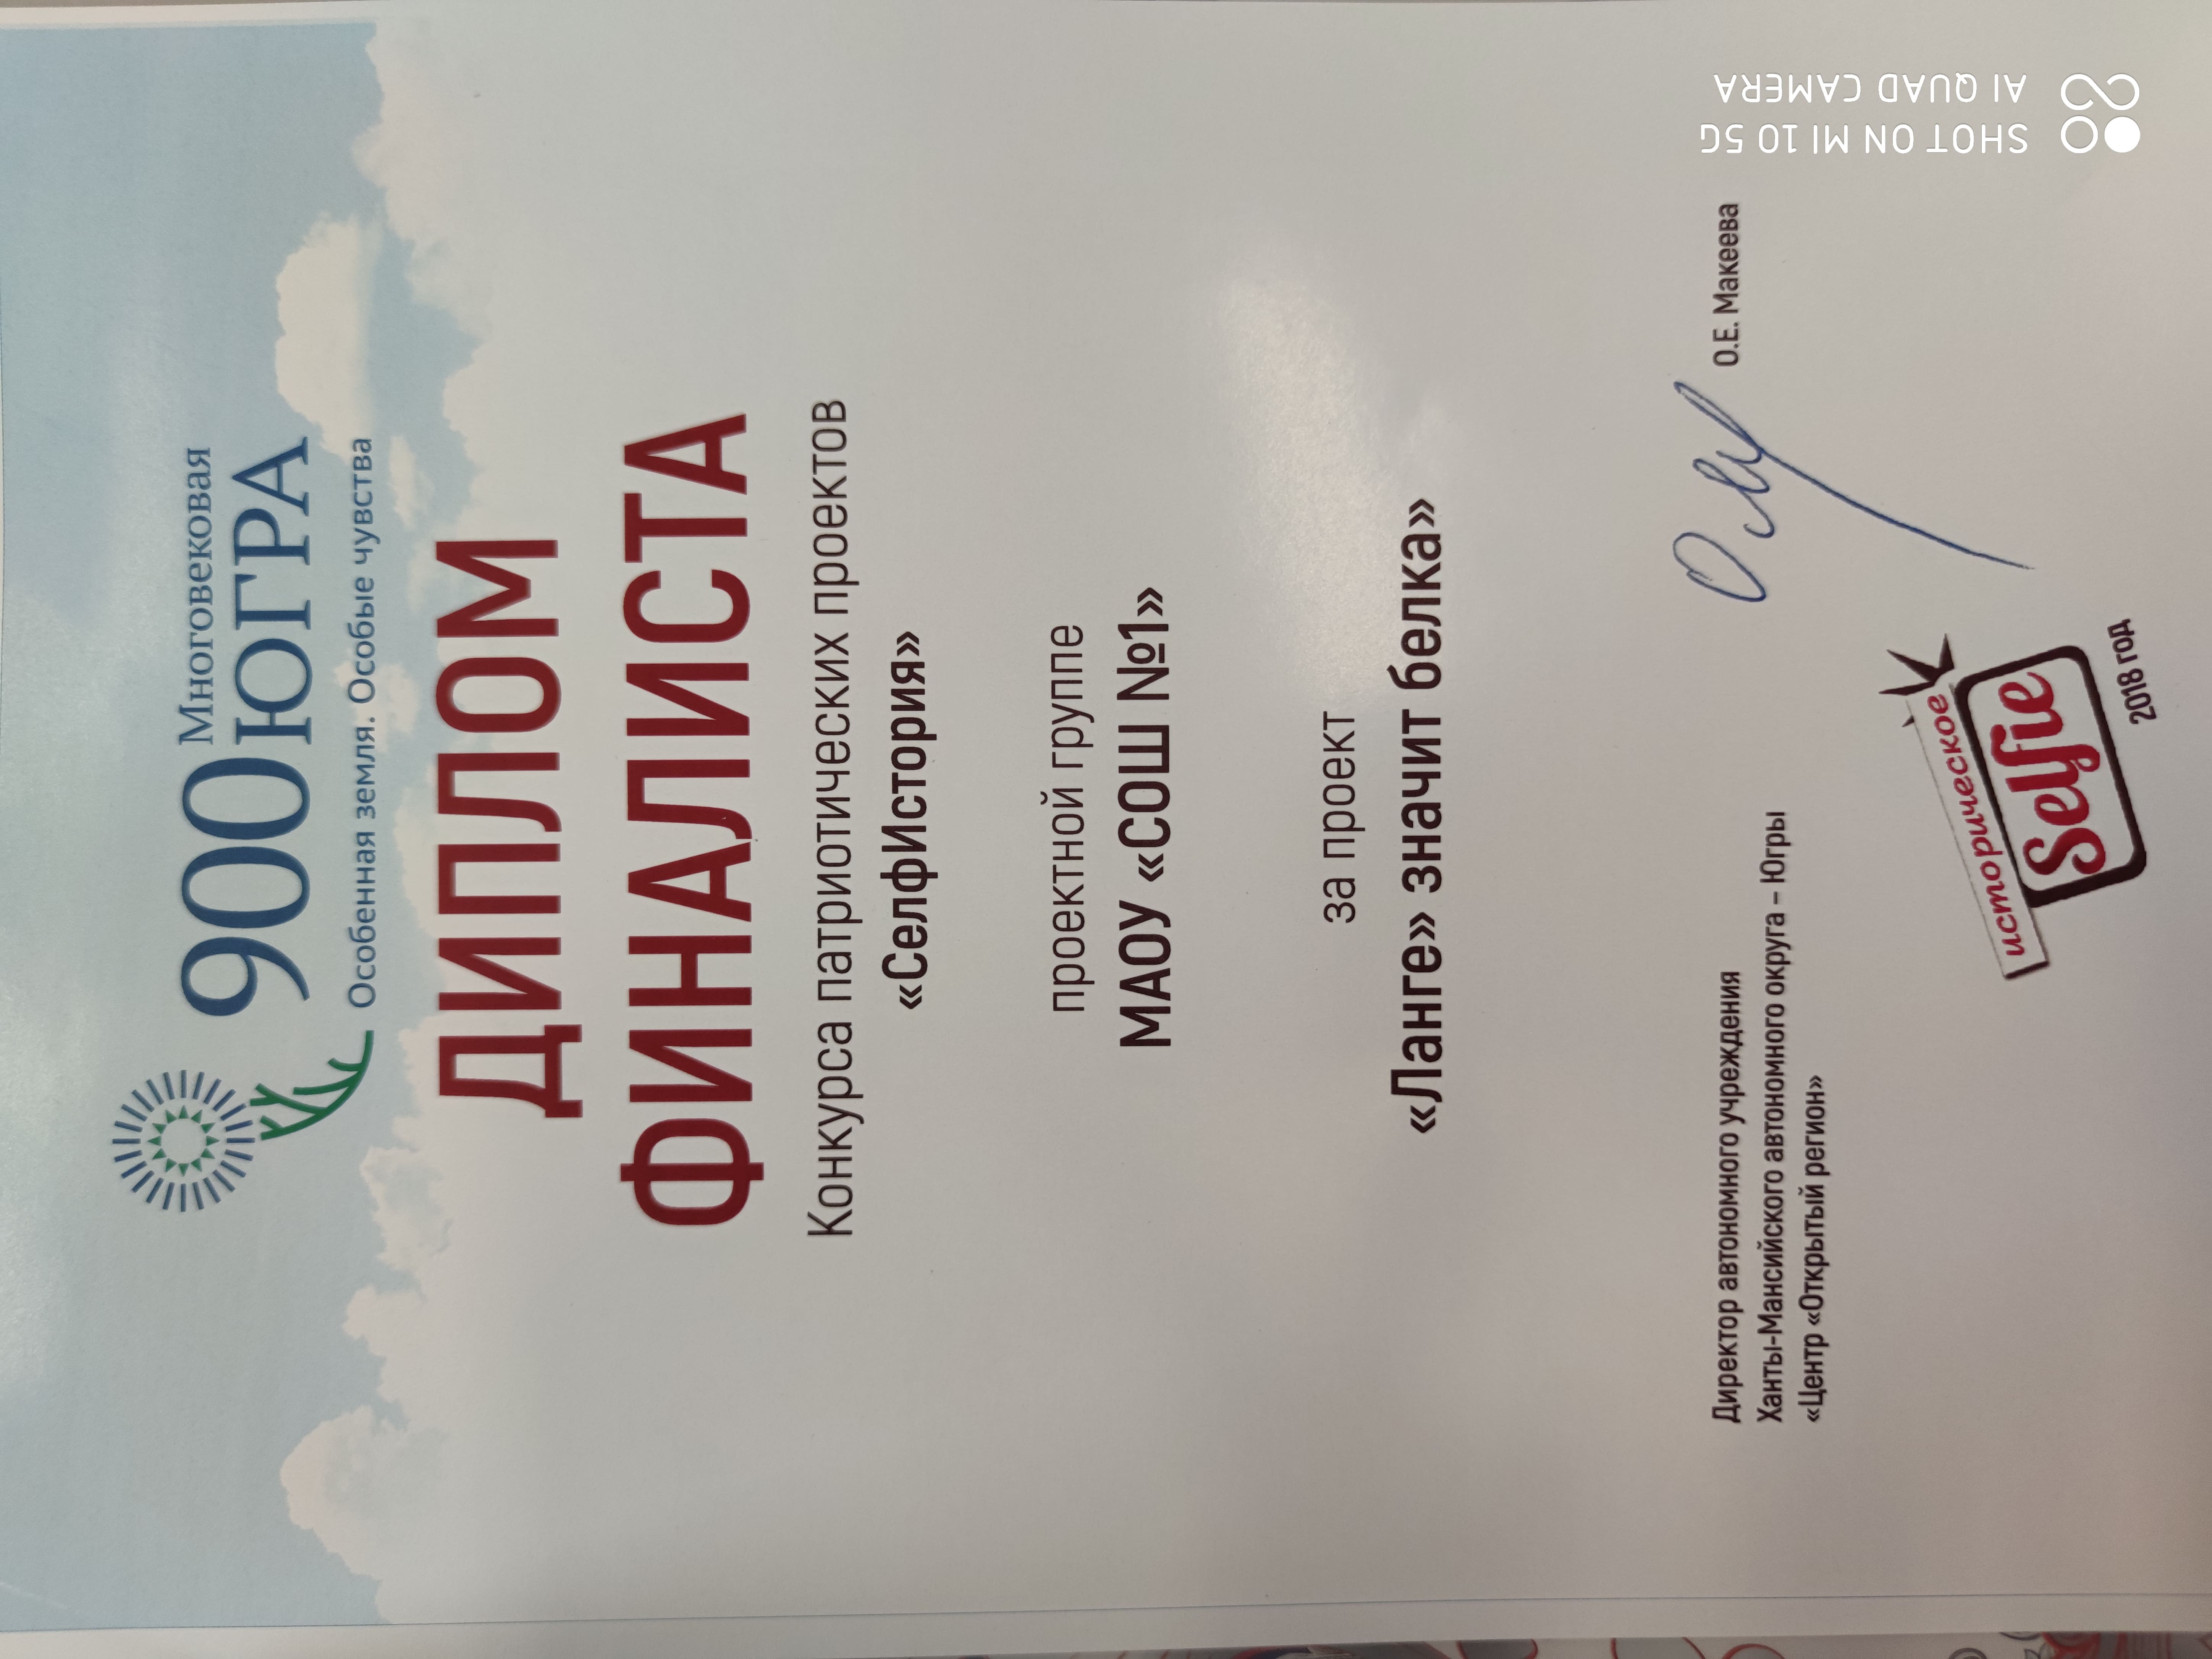 Многовековая
900 ЮГРА
Особенная земля. Особые чувства
ДИПЛОМ
ФИНАЛИСТА
Конкурса патриотических проектов
«СелфИстория»
проектной группе
МАОУ «СОШ №1»
за проект
«Ланге» значит белка»
Директор автономного учреждения
Ханты-Мансийского автономного округа – Югры
«Центр «Открытый регион»
О.Е. Макеева
историческое
Selfie
2018 год
SHOT ON MI 10 5G
AI QUAD CAMERA